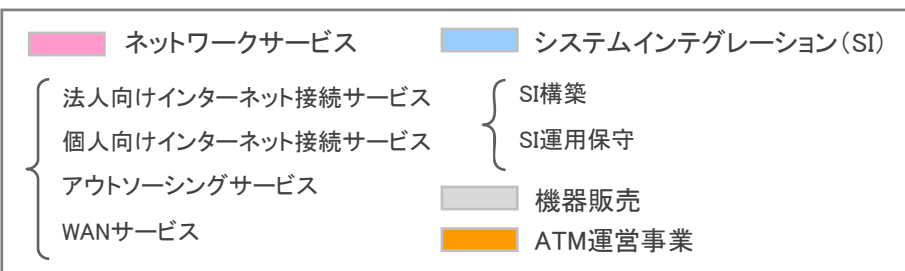 ネットワークサービス
法人向けインターネット接続サービス
個人向けインターネット接続サービス
アウトソーシングサービス
WANサービス
システムインテグレーション（SI）
SI構築
SI運用保守
機器販売
ATM運営事業